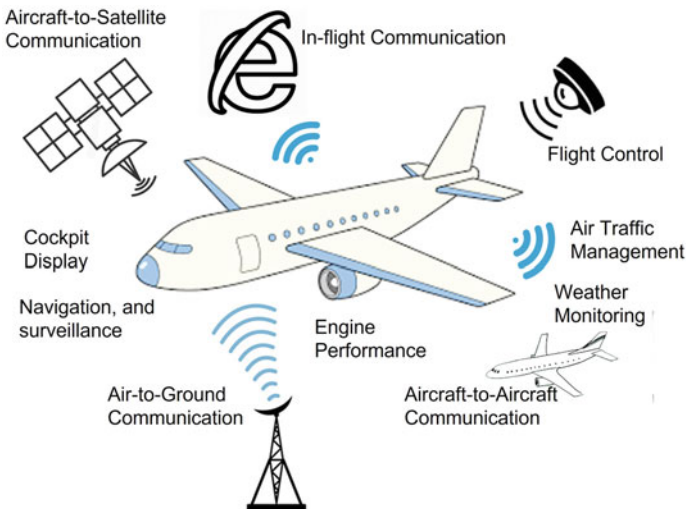 Aircraft-to-Satellite
Communication
In-flight Communication
Flight Control
Cockpit
Display
Air Traffic
Management
Navigation, and
surveillance
Weather
Monitoring
Engine
Performance
Air-to-Ground
Communication
Aircraft-to-Aircraft
Communication